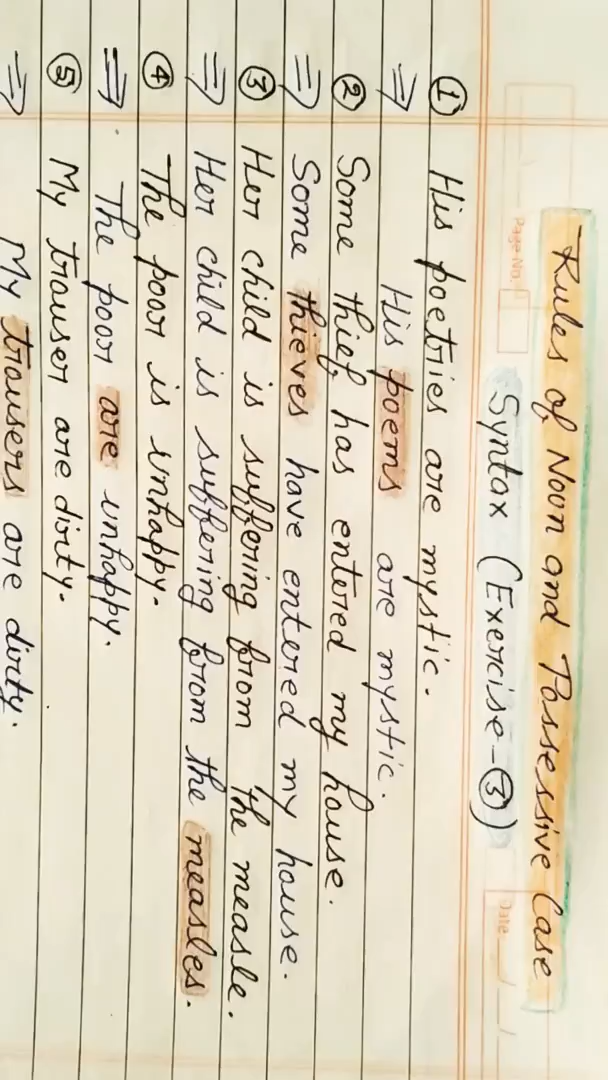 Rules of Noun and Possessive Case
Page No.
Syntax (Exercise-③)
Date
① His poetries are mystic.
⇒ His poems are mystic.
② Some thief has entered my house.
⇒ Some thieves have entered my house.
③ Her child is suffering from the measle.
⇒ Her child is suffering from the measles.
④ The poor is unhappy.
⇒ The poor are unhappy.
⑤ My trouser are dirty.
⇒ My trousers are dirty.